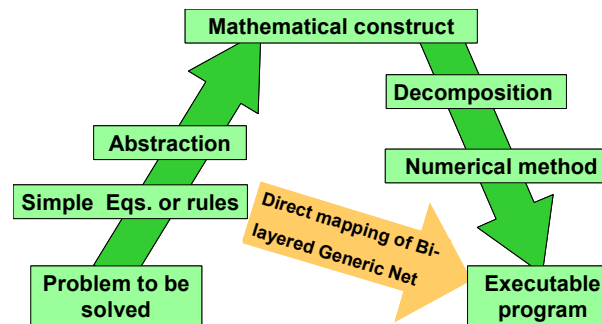 Mathematical construct
Decomposition
Abstraction
Numerical method
Simple Eqs. or rules
Direct mapping of Bi-
layered Generic Net
Problem to be
solved
Executable
program